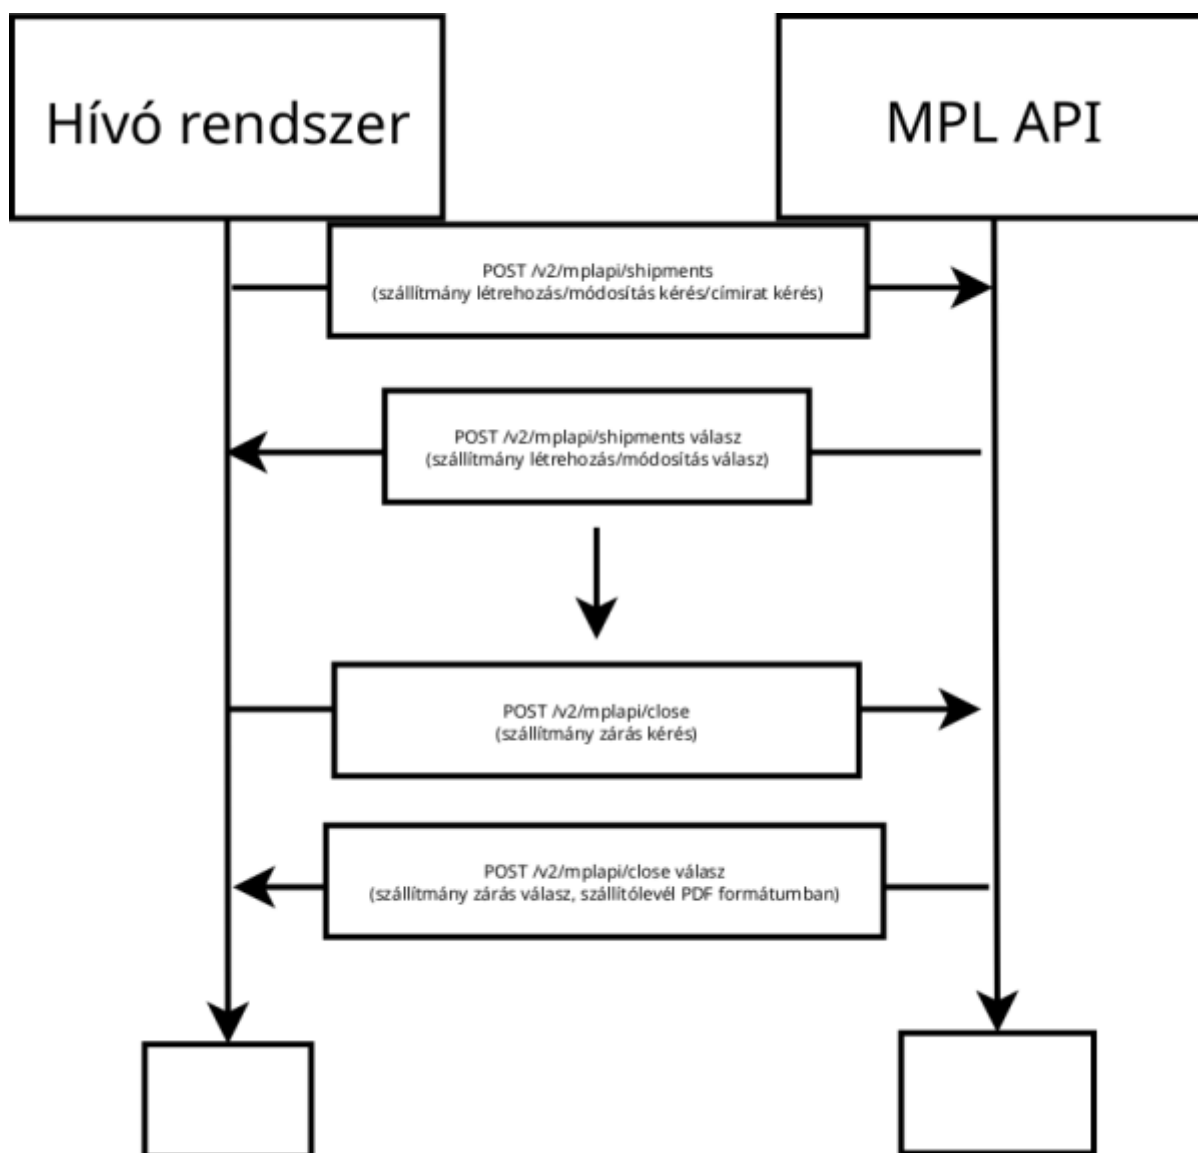 Hívó rendszer
MPL API
POST /v2/mplapi/shipments
(szállítmány létrehozás/módosítás kérés/címirat kérés)
POST /v2/mplapi/shipments válasz
(szállítmány létrehozás/módosítás válasz)
POST /v2/mplapi/close
(szállítmány zárás kérés)
POST /v2/mplapi/close válasz
(szállítmány zárás válasz, szállítólevél PDF formátumban)